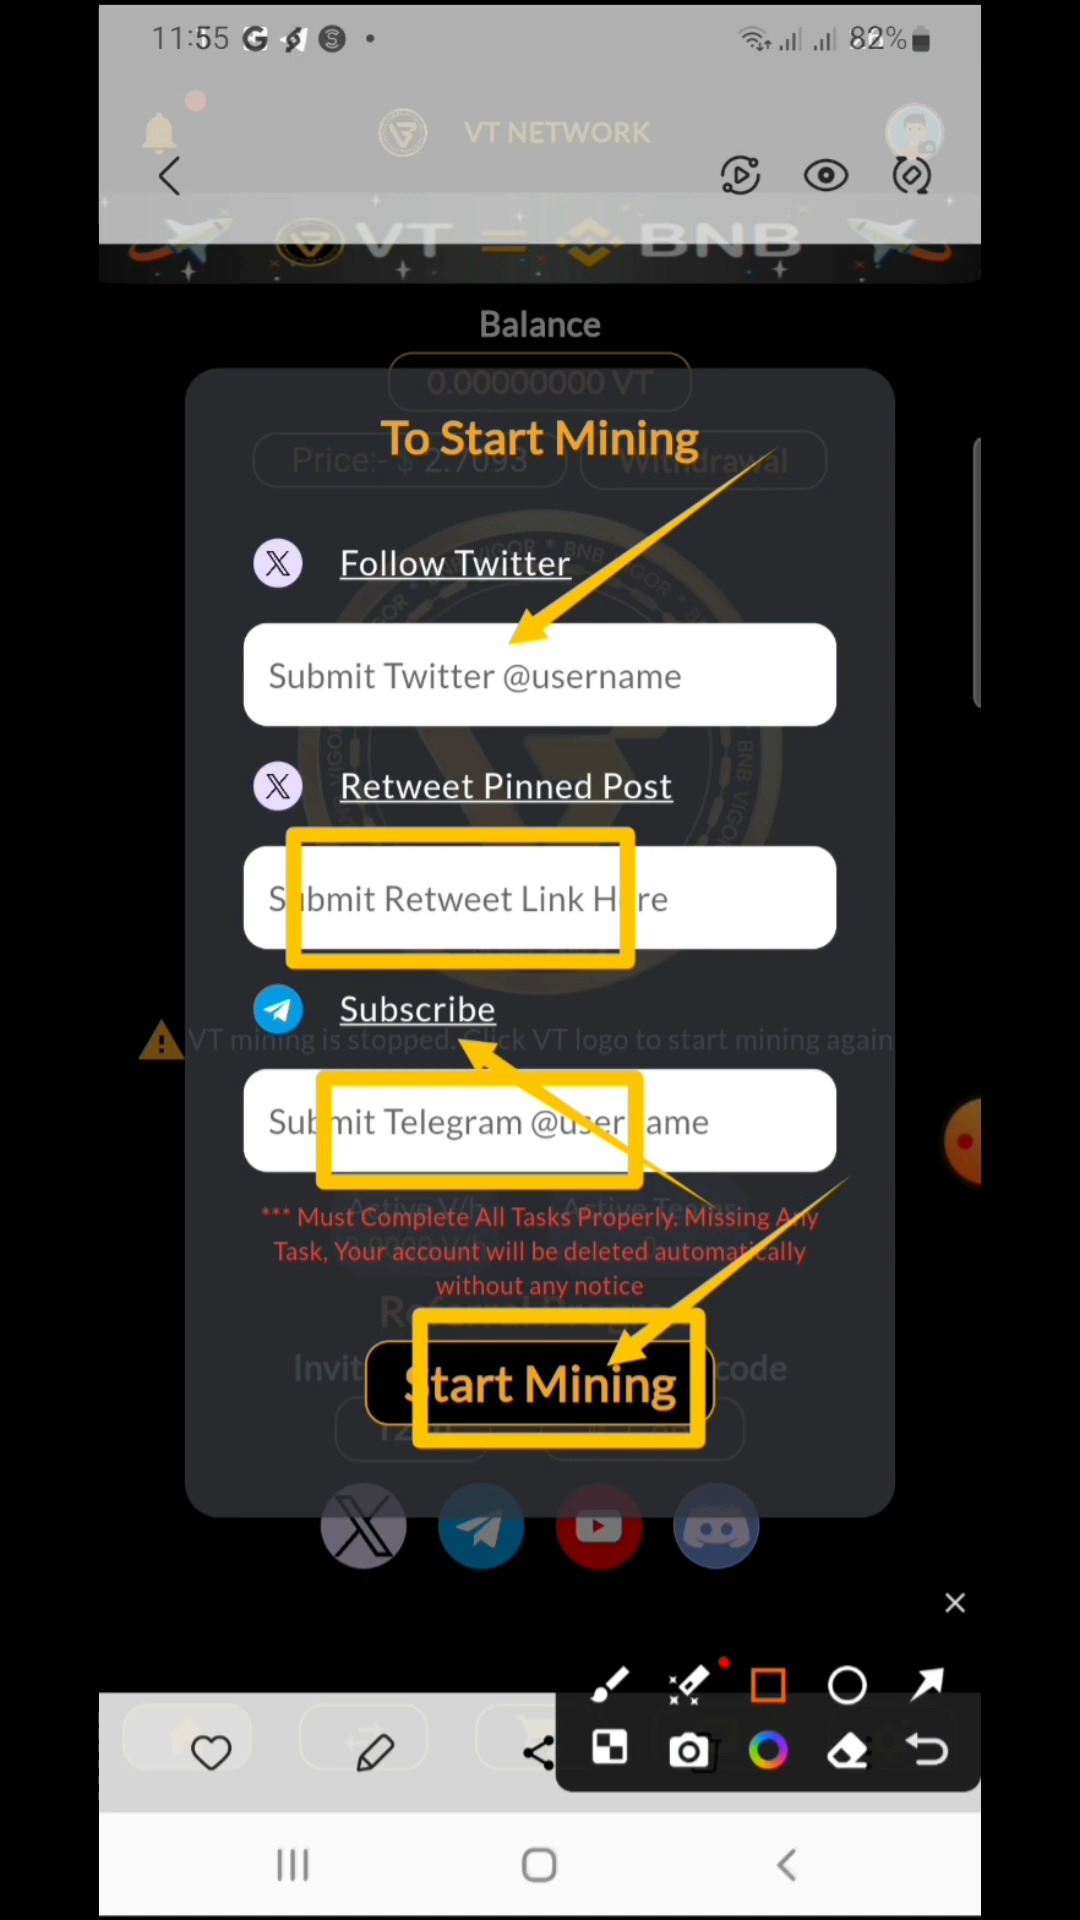 11:55
82%
VT NETWORK
VT = BNB
Balance
0.00000000 VT
To Start Mining
Price:- $ 2.7093
Withdrawal
Follow Twitter
Submit Twitter @username
Retweet Pinned Post
Submit Retweet Link Here
Subscribe
VT mining is stopped. Click VT logo to start mining again
Submit Telegram @username
*** Must Complete All Tasks Properly. Missing Any
Task, Your account will be deleted automatically
without any notice
Start Mining
code